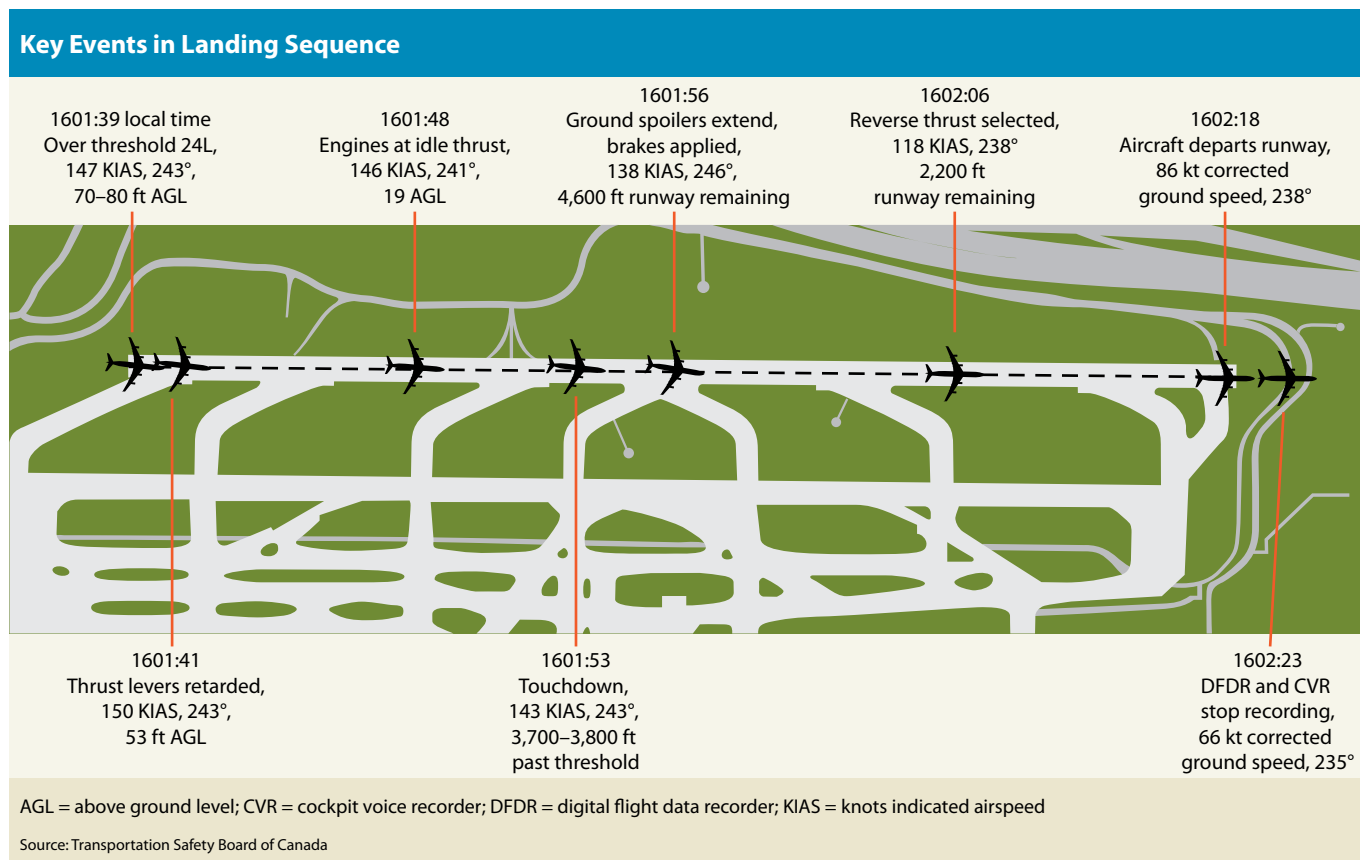 Key Events in Landing Sequence
1601:39 local time
Over threshold 24L,
147 KIAS, 243°,
70–80 ft AGL
1601:48
Engines at idle thrust,
146 KIAS, 241°,
19 AGL
1601:56
Ground spoilers extend,
brakes applied,
138 KIAS, 246°,
4,600 ft runway remaining
1602:06
Reverse thrust selected,
118 KIAS, 238°
2,200 ft
runway remaining
1602:18
Aircraft departs runway,
86 kt corrected
ground speed, 238°
1601:41
Thrust levers retarded,
150 KIAS, 243°,
53 ft AGL
1601:53
Touchdown,
143 KIAS, 243°,
3,700–3,800 ft
past threshold
1602:23
DFDR and CVR
stop recording,
66 kt corrected
ground speed, 235°
AGL = above ground level; CVR = cockpit voice recorder; DFDR = digital flight data recorder; KIAS = knots indicated airspeed
Source: Transportation Safety Board of Canada